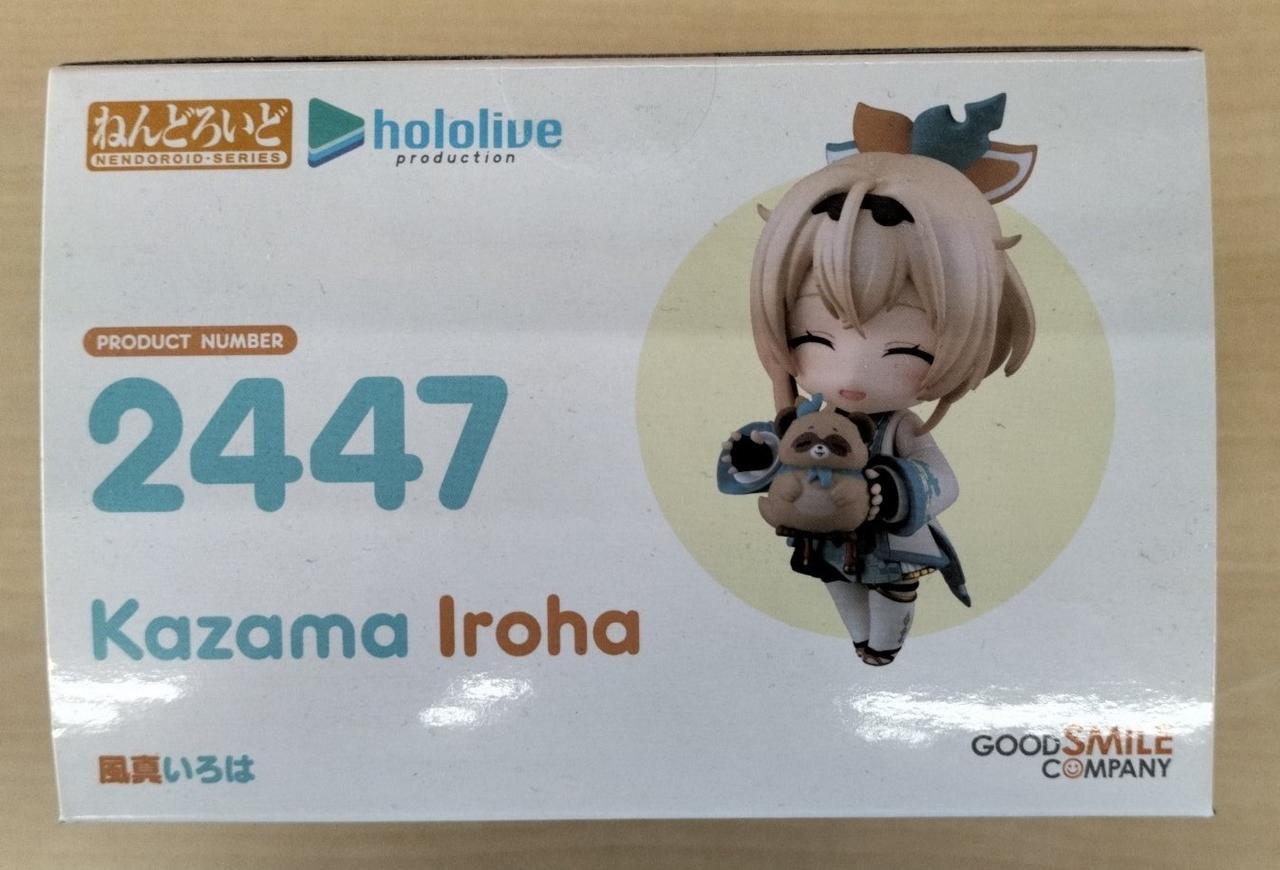 ねんどろいど
NENDOROID·SERIES
hololive
production
PRODUCT NUMBER
2447
Kazama Iroha
風真いろは
GOOD SMILE
COMPANY